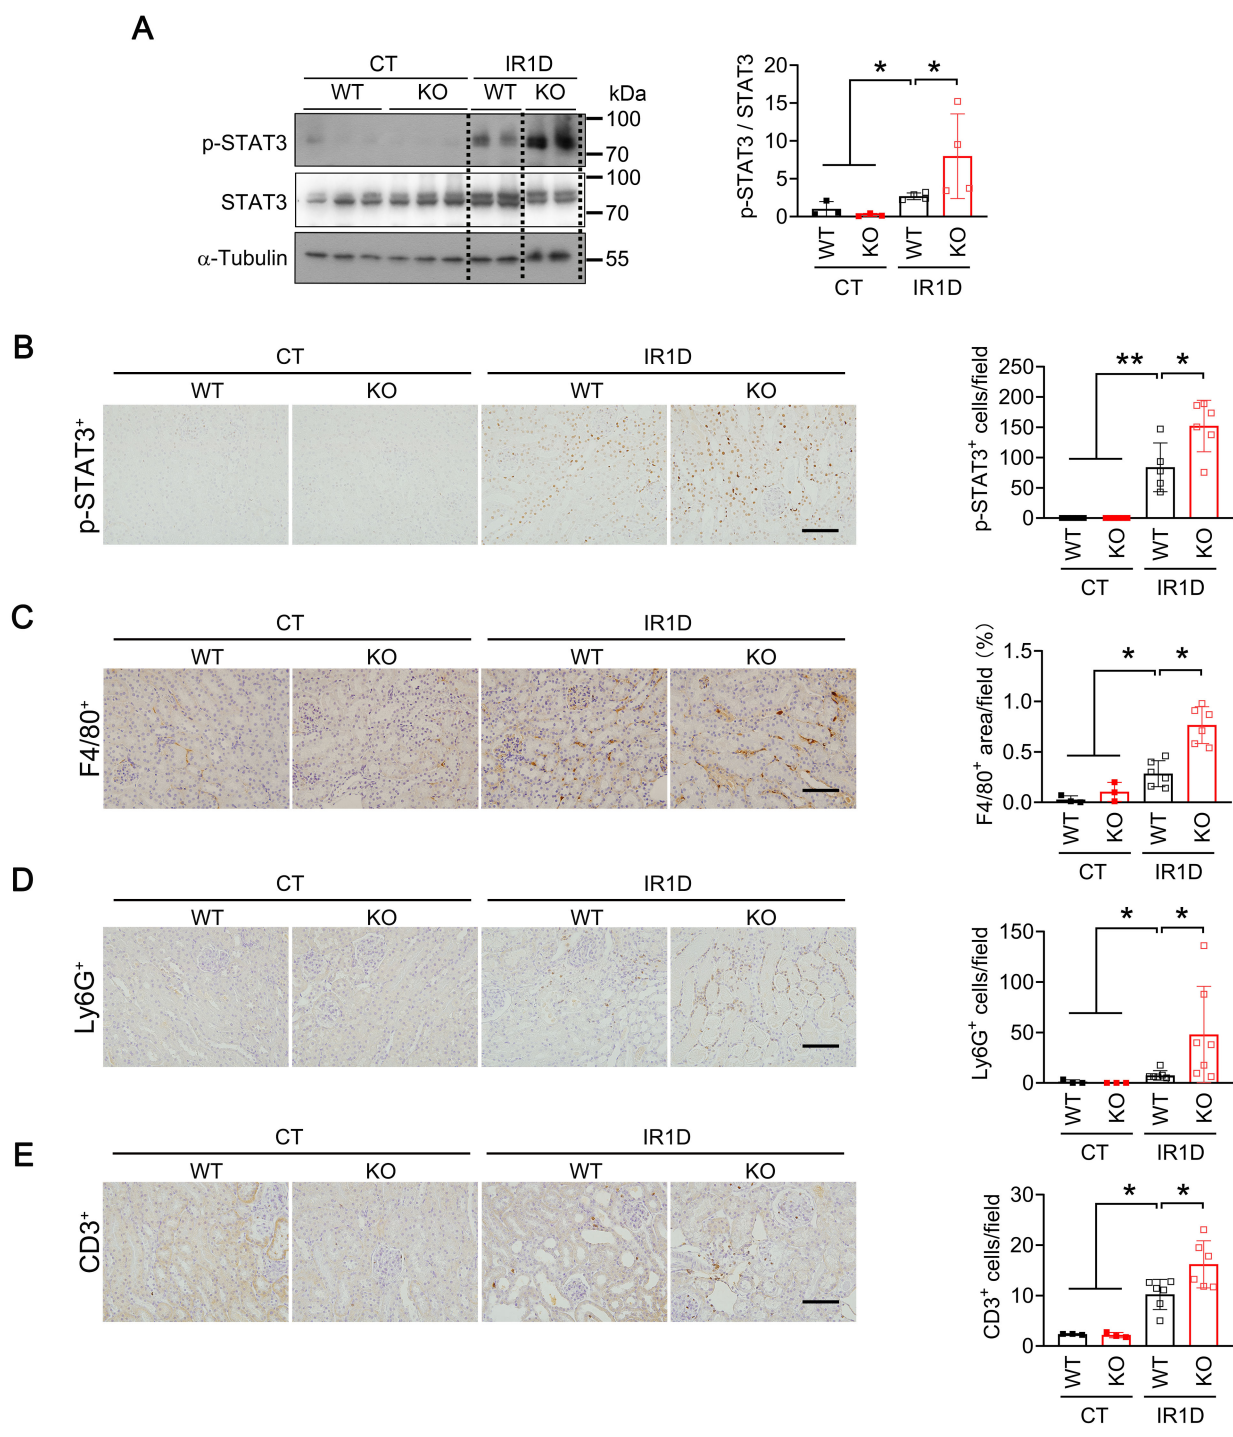 A
CT IR1D
WT KO WT KO kDa
p-STAT3 100
70
STAT3 100
70
α-Tubulin 55
p-STAT3 / STAT3
20
15
10
5
0
* *
WT KO WT KO
CT IR1D
B
CT IR1D
WT KO WT KO
p-STAT3+
p-STAT3+ cells/field
250
200
150
100
50
0
** *
WT KO WT KO
CT IR1D
C
CT IR1D
WT KO WT KO
F4/80+
F4/80+ area/field (%)
1.5
1.0
0.5
0.0
* *
WT KO WT KO
CT IR1D
D
CT IR1D
WT KO WT KO
Ly6G+
Ly6G+ cells/field
150
100
50
0
* *
WT KO WT KO
CT IR1D
E
CT IR1D
WT KO WT KO
CD3+
CD3+ cells/field
30
20
10
0
* *
WT KO WT KO
CT IR1D